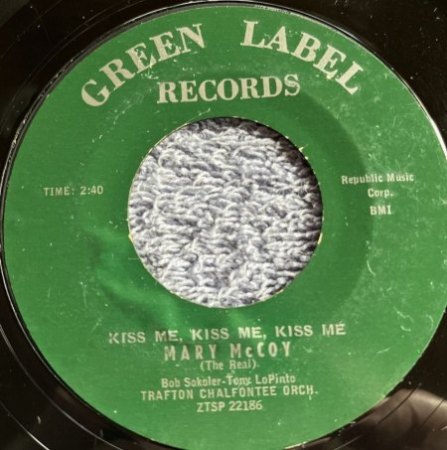 GREEN LABEL
RECORDS
TIME: 2:40
Republic Music
Corp.
BMI
KISS ME, KISS ME, KISS ME
MARY McCOY
(The Real)
Bob Sokoler-Tony LoPinto
TRAFTON CHALFONTEE ORCH.
ZTSP 22186